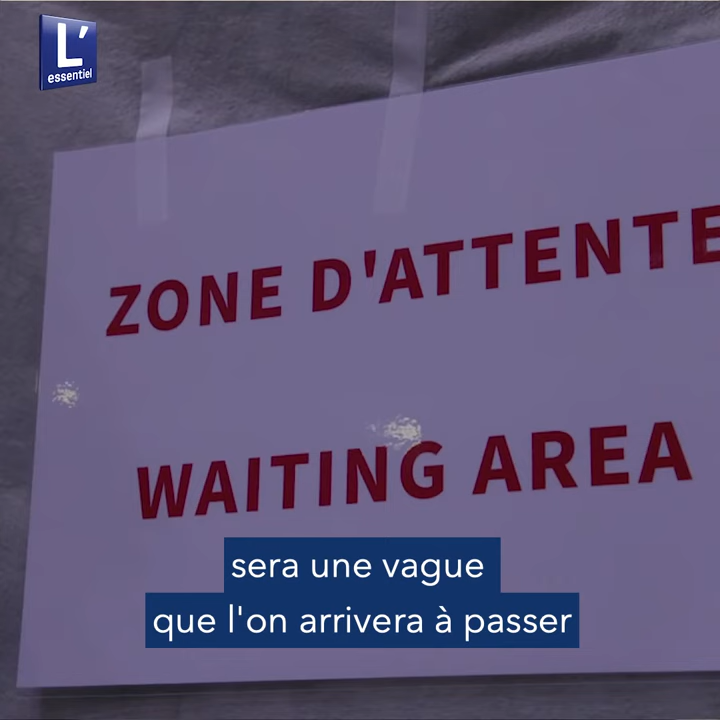 L'
essentiel
ZONE D'ATTENTE
WAITING AREA
sera une vague
que l'on arrivera à passer